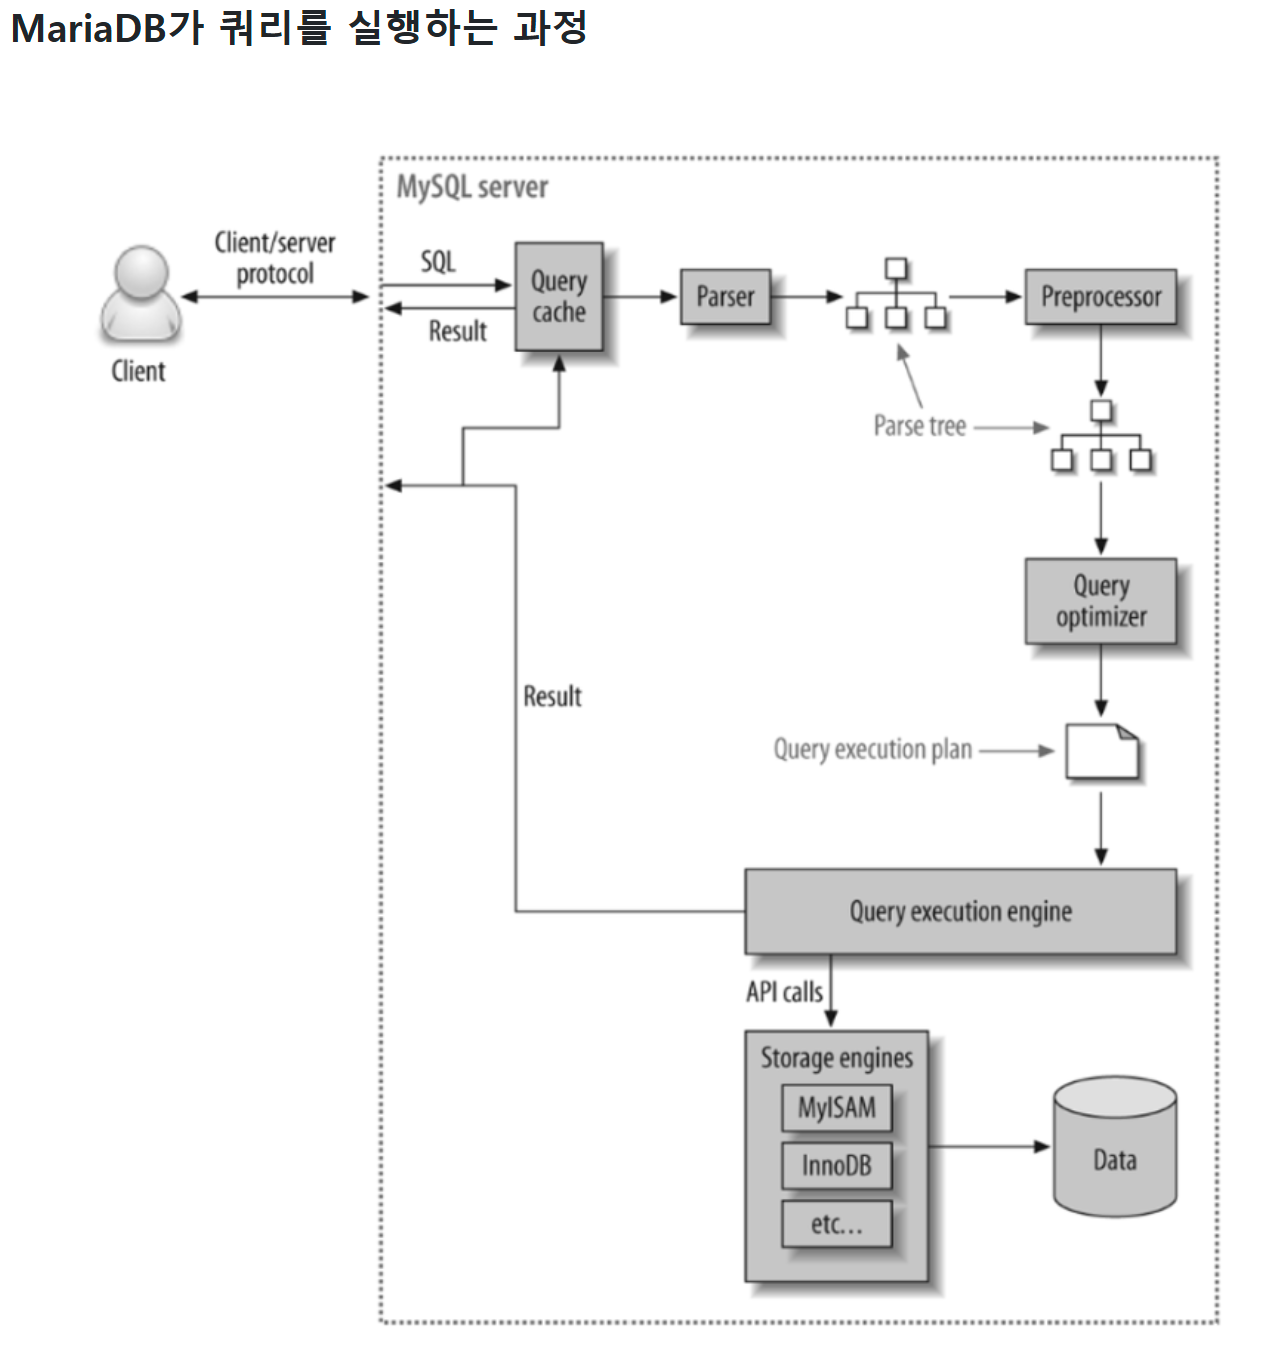 MariaDB가 쿼리를 실행하는 과정
MySQL server
Client/server
protocol
SQL
Result
Query
cache
Parser
Preprocessor
Client
Parse tree
Query
optimizer
Result
Query execution plan
Query execution engine
API calls
Storage engines
MyISAM
InnoDB
etc...
Data